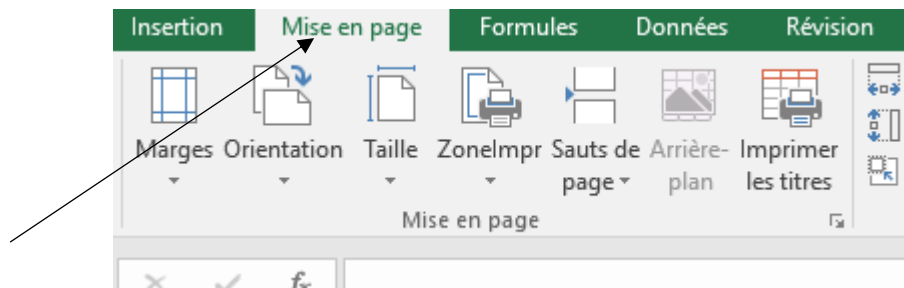 Insertion Mise en page Formules Données Révision
Marges Orientation Taille ZoneImpr Sauts de Arrière- Imprimer
page plan les titres
Mise en page
fx